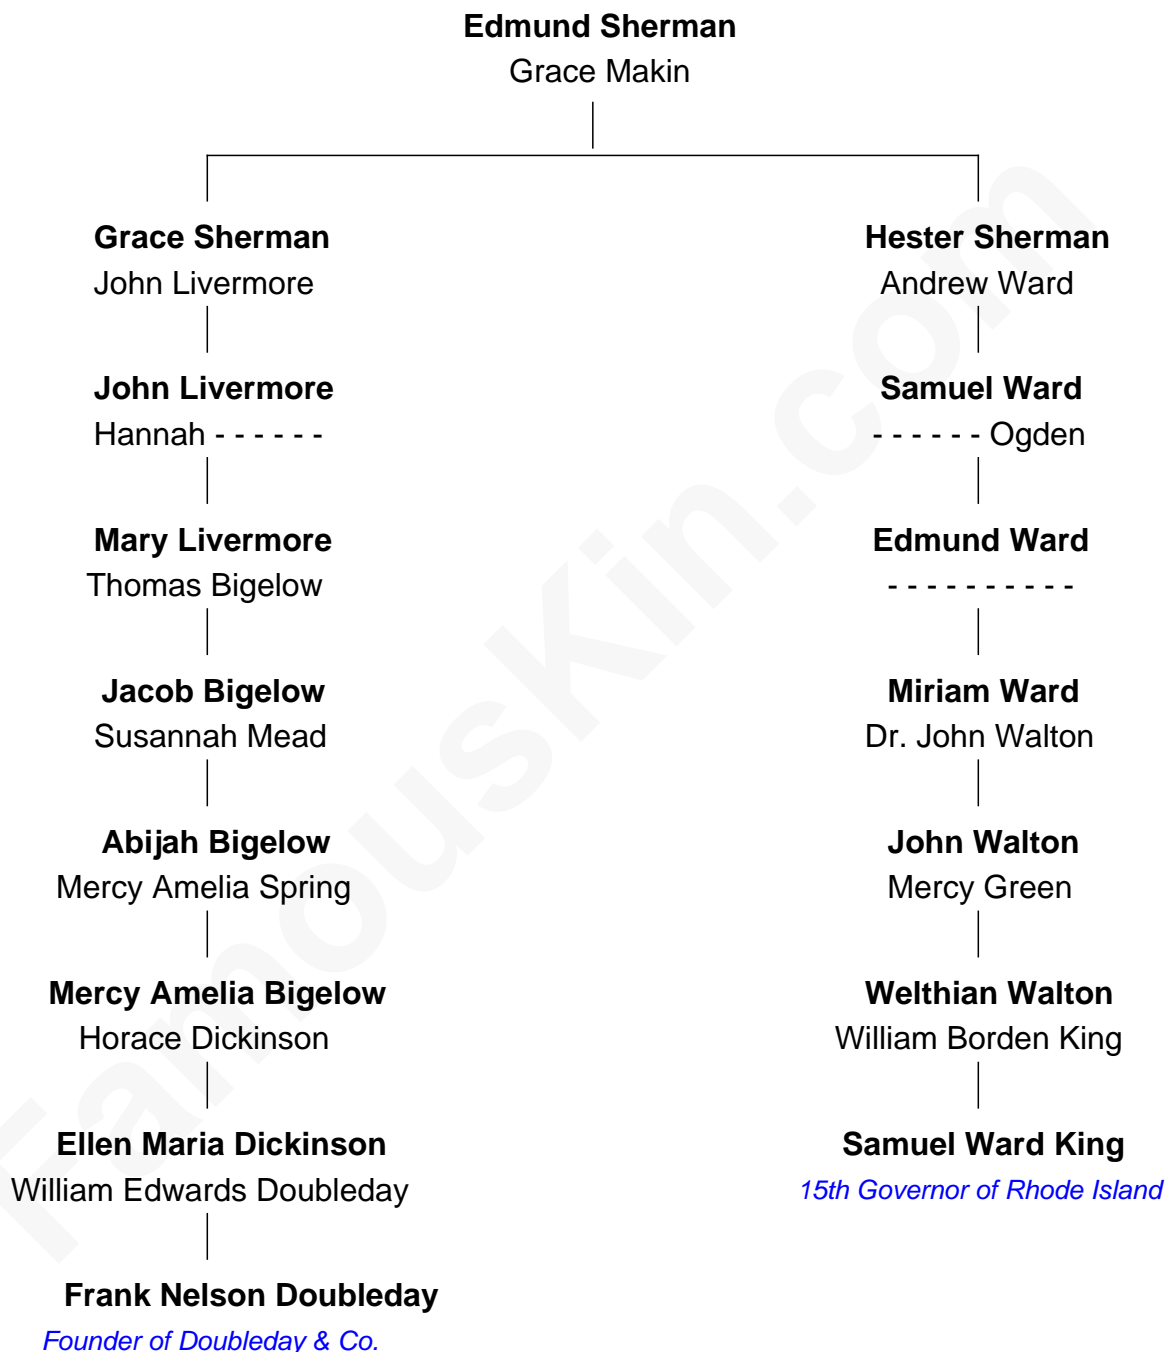 Edmund Sherman
Grace Makin
Grace Sherman
John Livermore
Hester Sherman
Andrew Ward
John Livermore
Hannah - - - - - -
Samuel Ward
- - - - - - Ogden
Mary Livermore
Thomas Bigelow
Edmund Ward
- - - - - - - - - -
Jacob Bigelow
Susannah Mead
Miriam Ward
Dr. John Walton
Abijah Bigelow
Mercy Amelia Spring
John Walton
Mercy Green
Mercy Amelia Bigelow
Horace Dickinson
Welthian Walton
William Borden King
Ellen Maria Dickinson
William Edwards Doubleday
Samuel Ward King
15th Governor of Rhode Island
Frank Nelson Doubleday
Founder of Doubleday & Co.
FamousKin.com